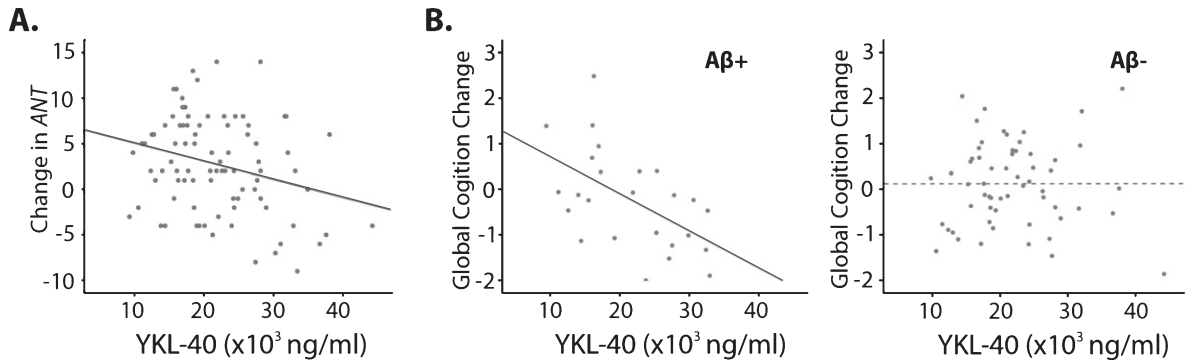 A.
Change in ANT
15
10
5
0
-5
-10
10 20 30 40
YKL-40 (x10³ ng/ml)
B.
Aβ+
Global Cogition Change
3
2
1
0
-1
-2
10 20 30 40
YKL-40 (x10³ ng/ml)
Aβ-
Global Cogition Change
3
2
1
0
-1
-2
10 20 30 40
YKL-40 (x10³ ng/ml)